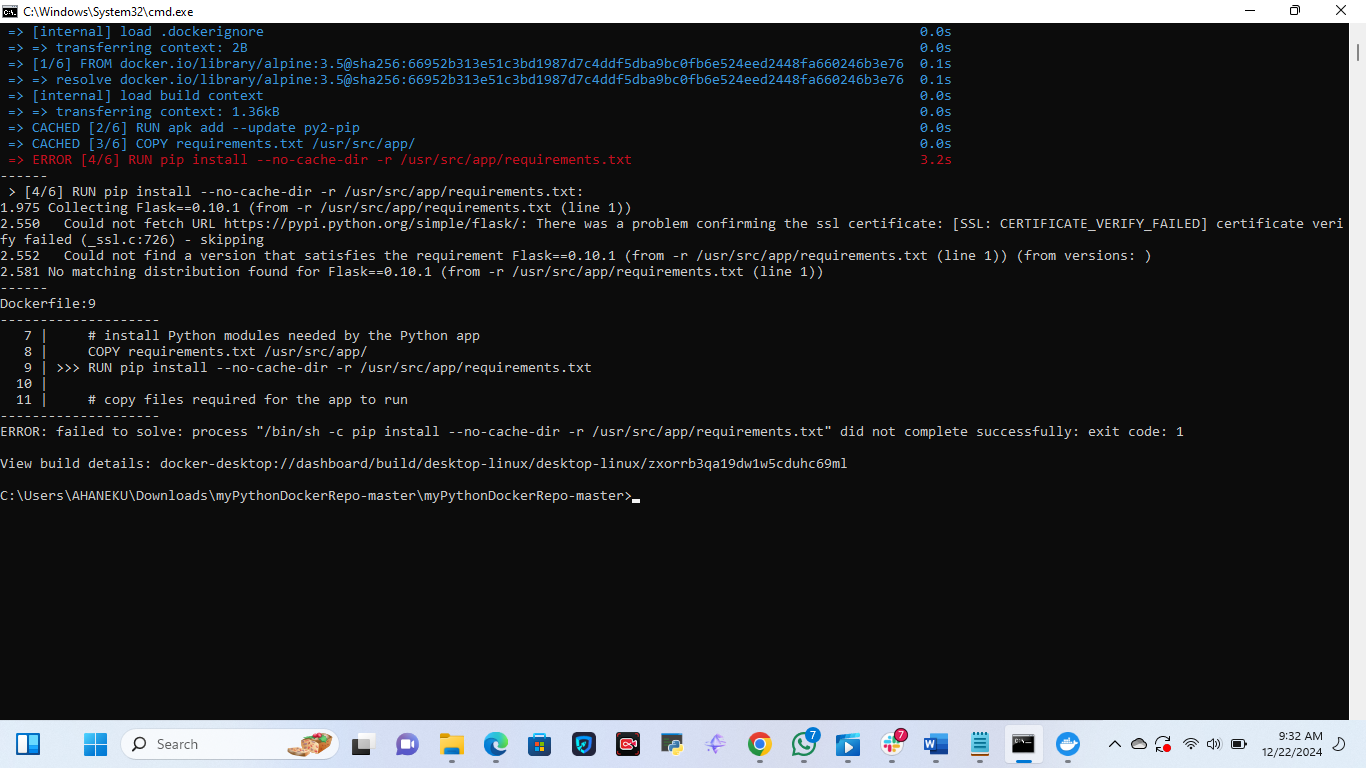 C:\Windows\System32\cmd.exe
=> [internal] load .dockerignore 0.0s
=> => transferring context: 2B 0.0s
=> [1/6] FROM docker.io/library/alpine:3.5@sha256:66952b313e51c3bd1987d7c4ddf5dba9bc0fb6e524eed2448fa660246b3e76 0.1s
=> => resolve docker.io/library/alpine:3.5@sha256:66952b313e51c3bd1987d7c4ddf5dba9bc0fb6e524eed2448fa660246b3e76 0.1s
=> [internal] load build context 0.0s
=> => transferring context: 1.36kB 0.0s
=> CACHED [2/6] RUN apk add --update py2-pip 0.0s
=> CACHED [3/6] COPY requirements.txt /usr/src/app/ 0.0s
=> ERROR [4/6] RUN pip install --no-cache-dir -r /usr/src/app/requirements.txt 3.2s
------
> [4/6] RUN pip install --no-cache-dir -r /usr/src/app/requirements.txt:
1.975 Collecting Flask==0.10.1 (from -r /usr/src/app/requirements.txt (line 1))
2.550 Could not fetch URL https://pypi.python.org/simple/flask/: There was a problem confirming the ssl certificate: [SSL: CERTIFICATE_VERIFY_FAILED] certificate veri
fy failed (_ssl.c:726) - skipping
2.552 Could not find a version that satisfies the requirement Flask==0.10.1 (from -r /usr/src/app/requirements.txt (line 1)) (from versions: )
2.581 No matching distribution found for Flask==0.10.1 (from -r /usr/src/app/requirements.txt (line 1))
------
Dockerfile:9
--------------------
7 | # install Python modules needed by the Python app
8 | COPY requirements.txt /usr/src/app/
9 | >>> RUN pip install --no-cache-dir -r /usr/src/app/requirements.txt
10 |
11 | # copy files required for the app to run
--------------------
ERROR: failed to solve: process "/bin/sh -c pip install --no-cache-dir -r /usr/src/app/requirements.txt" did not complete successfully: exit code: 1
View build details: docker-desktop://dashboard/build/desktop-linux/desktop-linux/zxorrb3qa19dw1w5cduhc69ml
C:\Users\AHANEKU\Downloads\myPythonDockerRepo-master\myPythonDockerRepo-master>
Search
7
7
9:32 AM
12/22/2024